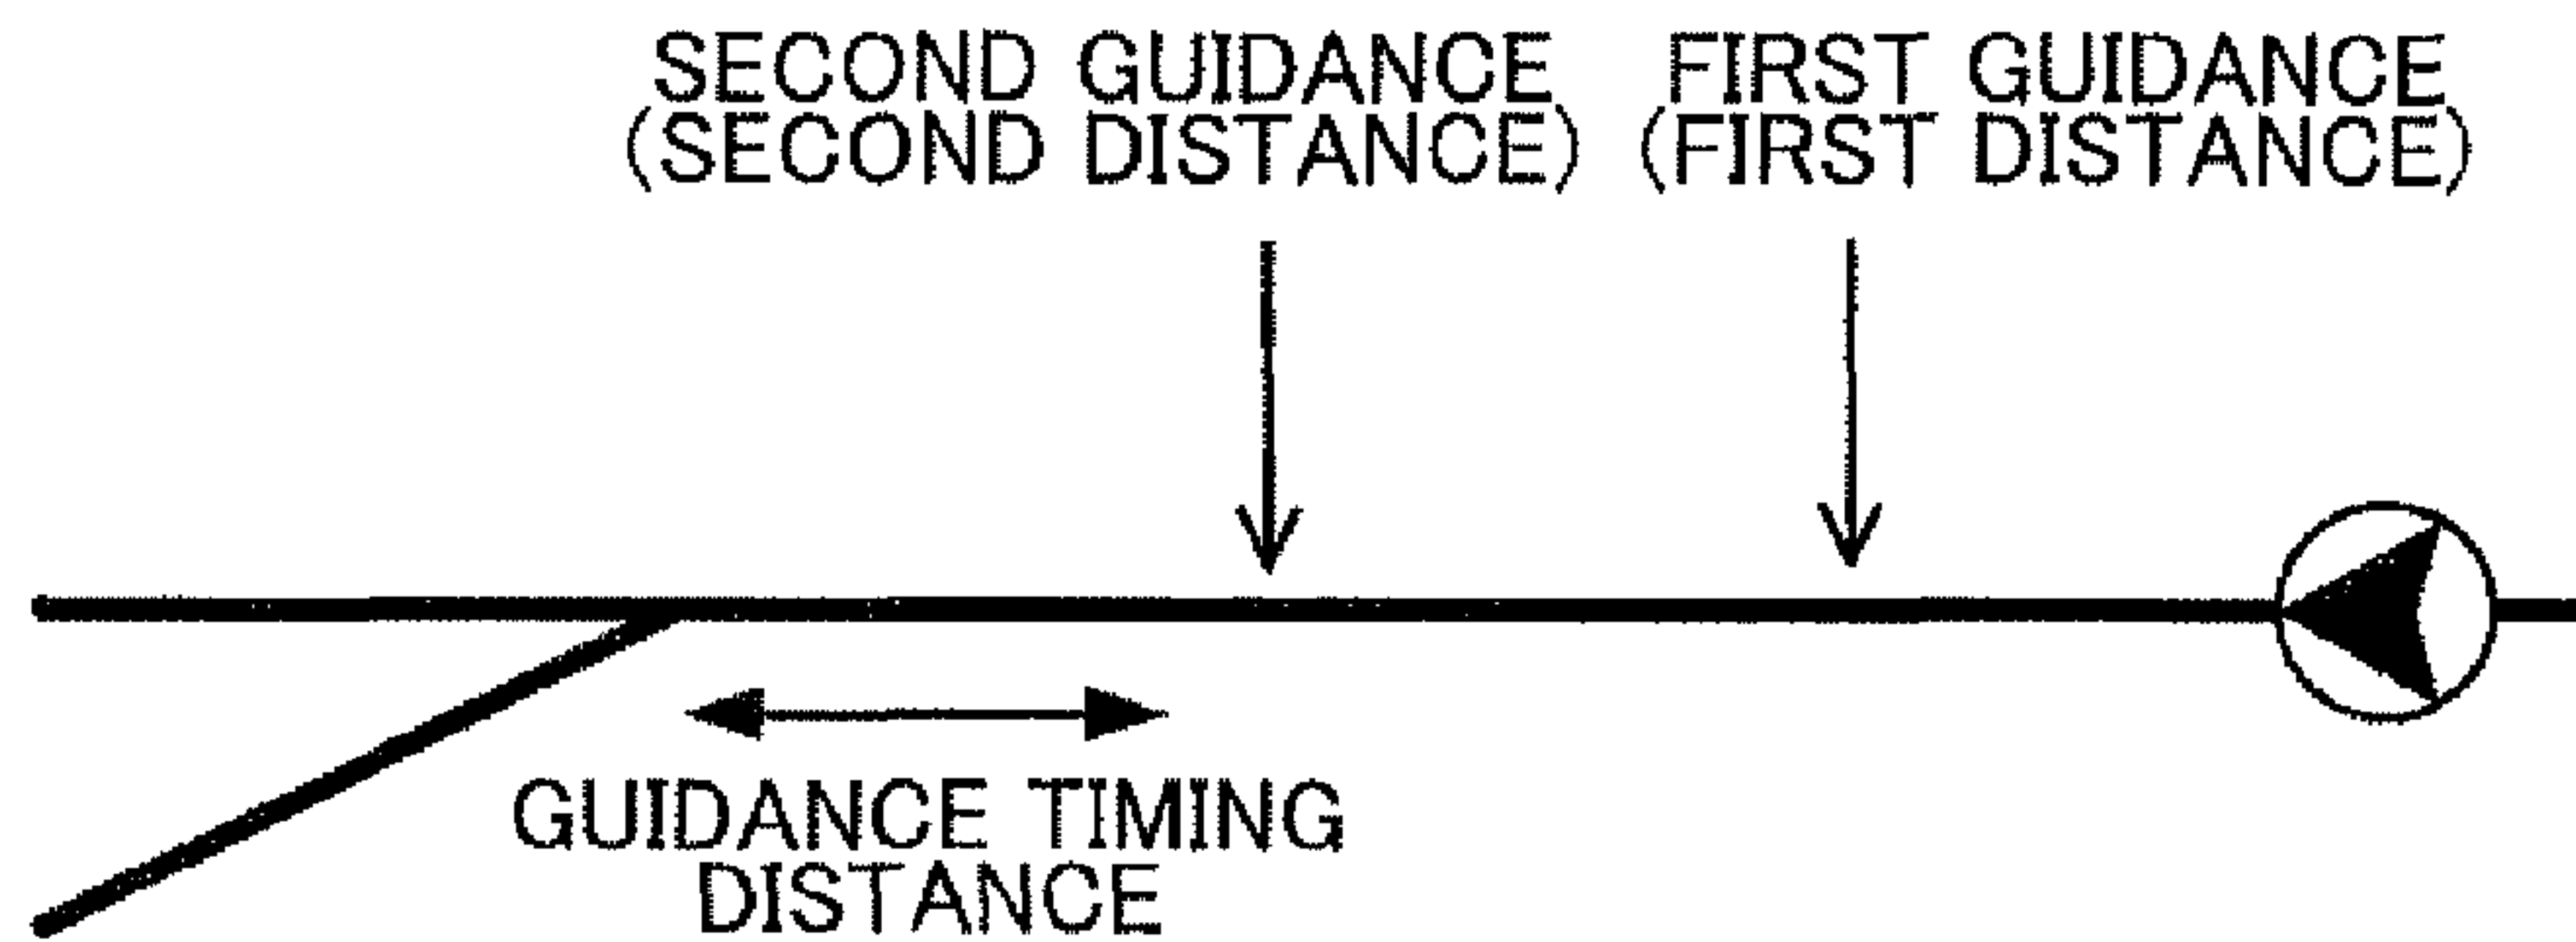 SECOND GUIDANCE
(SECOND DISTANCE)
FIRST GUIDANCE
(FIRST DISTANCE)
GUIDANCE TIMING
DISTANCE